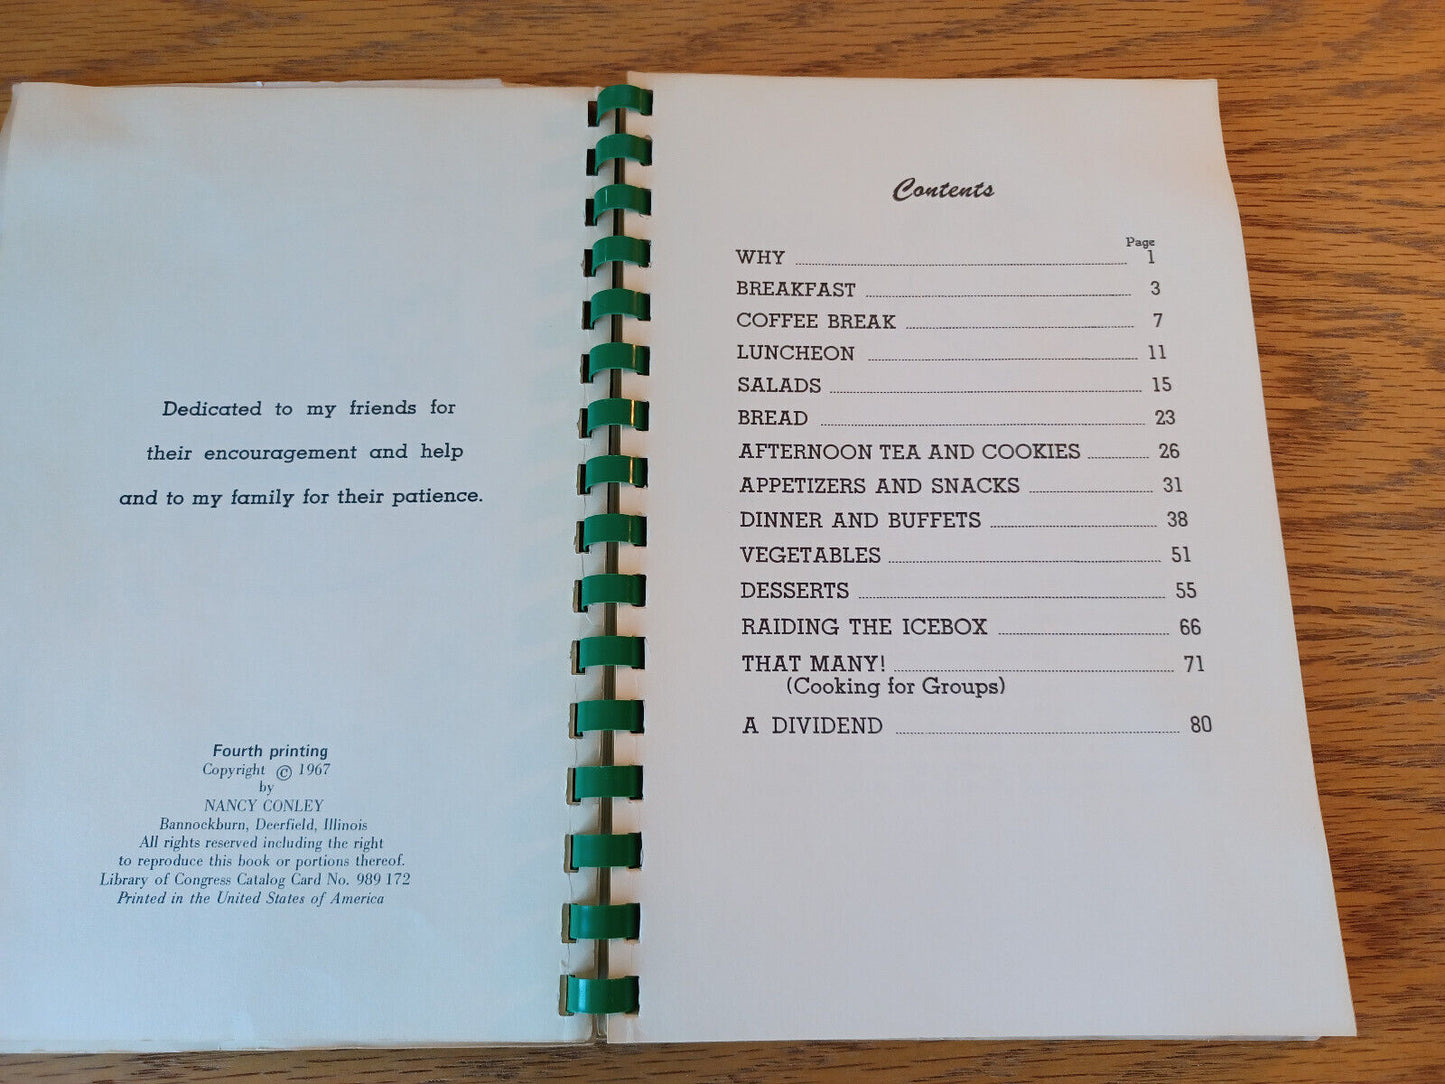 Dedicated to my friends for
their encouragement and help
and to my family for their patience.
Fourth printing
Copyright © 1967
by
NANCY CONLEY
Bannockburn, Deerfield, Illinois
All rights reserved including the right
to reproduce this book or portions thereof.
Library of Congress Catalog Card No. 989 172
Printed in the United States of America
Contents
Page
WHY 1
BREAKFAST 3
COFFEE BREAK 7
LUNCHEON 11
SALADS 15
BREAD 23
AFTERNOON TEA AND COOKIES 26
APPETIZERS AND SNACKS 31
DINNER AND BUFFETS 38
VEGETABLES 51
DESSERTS 55
RAIDING THE ICEBOX 66
THAT MANY! 71
(Cooking for Groups)
A DIVIDEND 80